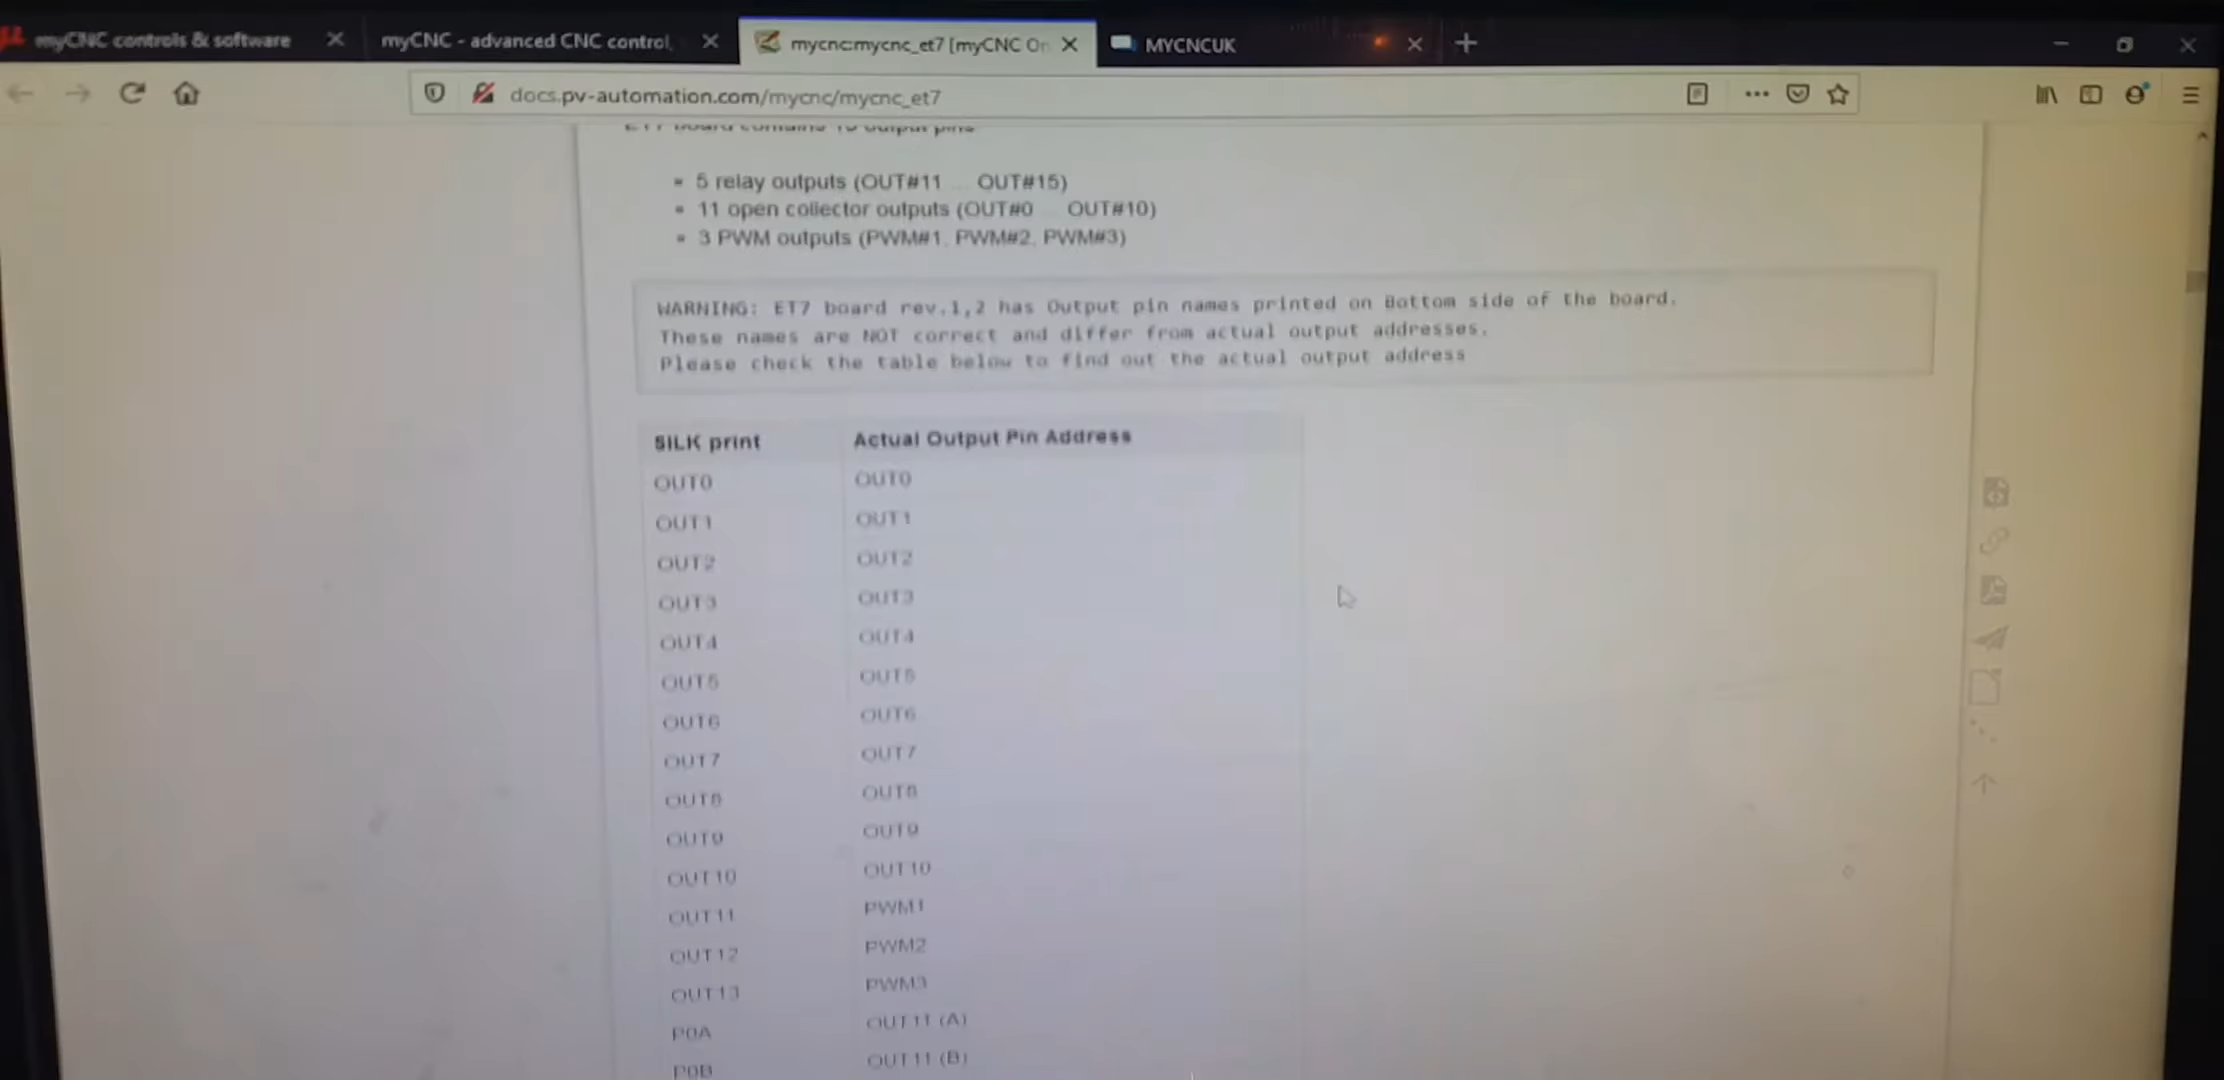 myCNC controls & software
myCNC - advanced CNC control,
mycnc:mycnc_et7 [myCNC On
MYCNCUK
docs.pv-automation.com/mycnc/mycnc_et7
ET7 board contains 19 output pins
5 relay outputs (OUT#11 ... OUT#15)
11 open collector outputs (OUT#0 ... OUT#10)
3 PWM outputs (PWM#1, PWM#2, PWM#3)
WARNING: ET7 board rev.1,2 has Output pin names printed on Bottom side of the board.
These names are NOT correct and differ from actual output addresses.
Please check the table below to find out the actual output address
SILK print Actual Output Pin Address
OUT0 OUT0
OUT1 OUT1
OUT2 OUT2
OUT3 OUT3
OUT4 OUT4
OUT5 OUT5
OUT6 OUT6
OUT7 OUT7
OUT8 OUT8
OUT9 OUT9
OUT10 OUT10
OUT11 PWM1
OUT12 PWM2
OUT13 PWM3
P0A OUT11 (A)
P0B OUT11 (B)